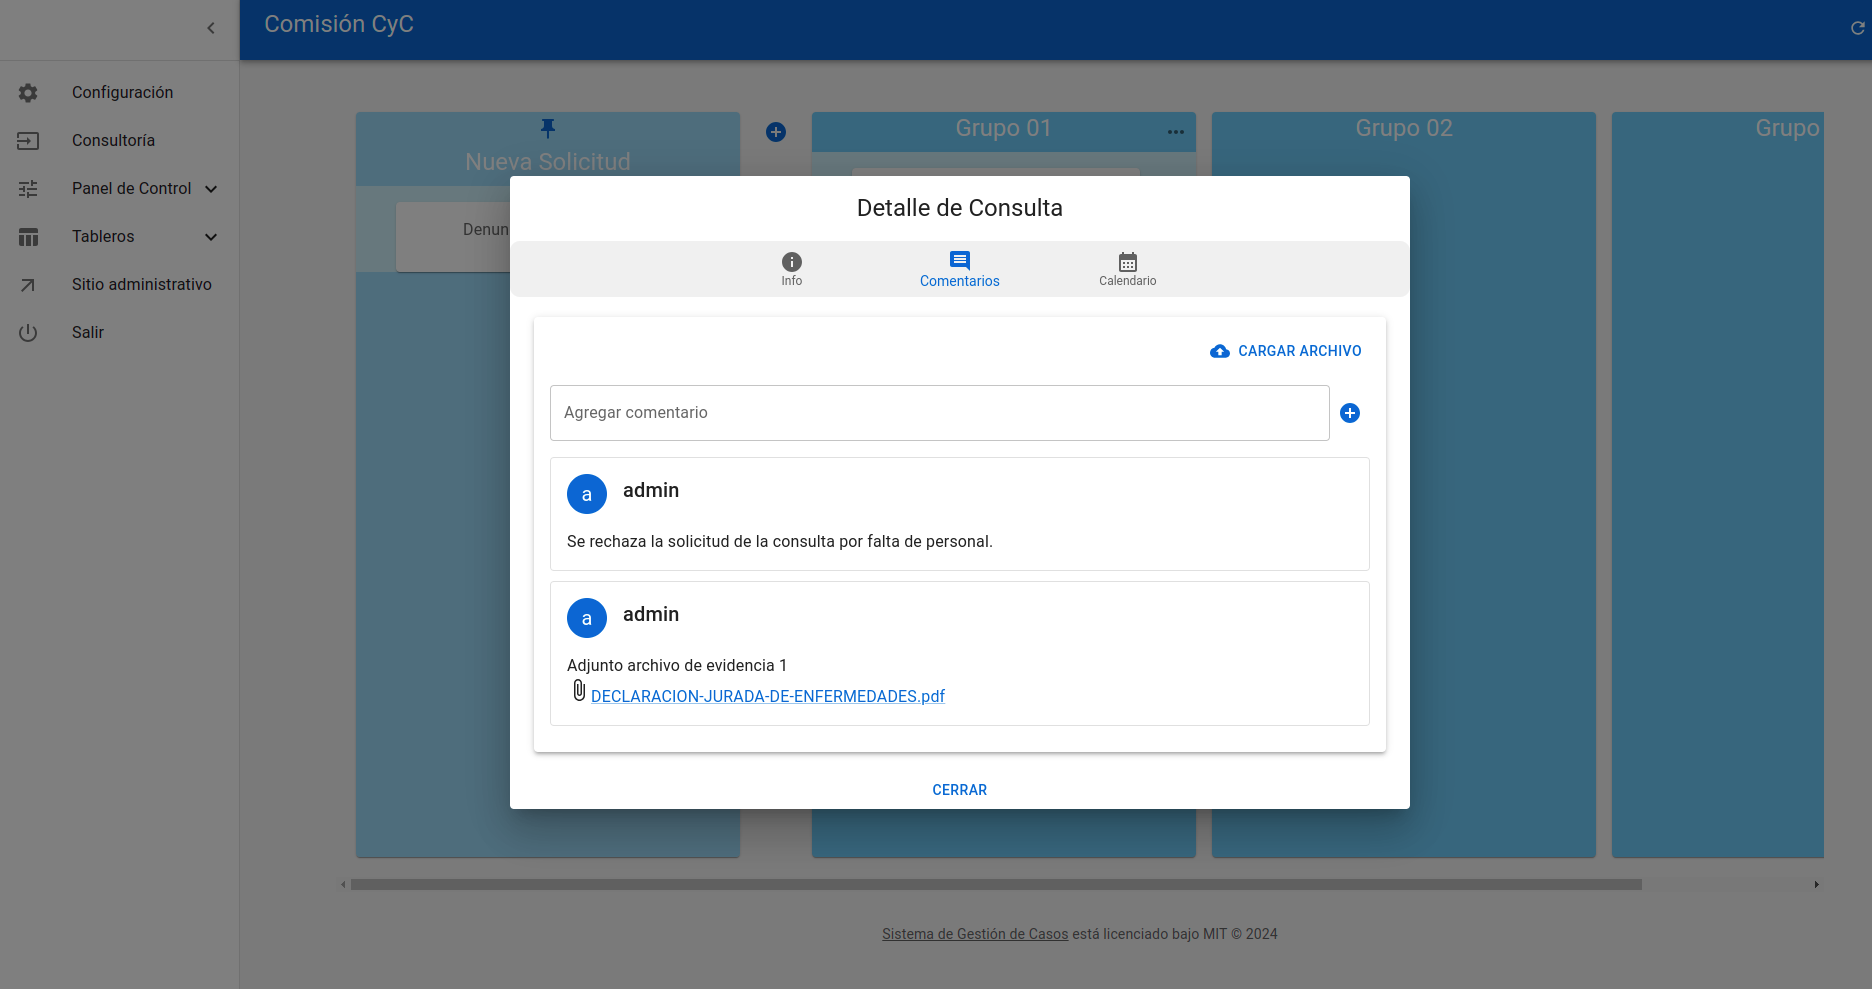 Comisión CyC
Configuración
Consultoría
Panel de Control
Tableros
Sitio administrativo
Salir
Nueva Solicitud
Denun
Grupo 01
Grupo 02
Grupo
Detalle de Consulta
Info
Comentarios
Calendario
CARGAR ARCHIVO
Agregar comentario
a
admin
Se rechaza la solicitud de la consulta por falta de personal.
a
admin
Adjunto archivo de evidencia 1
DECLARACION-JURADA-DE-ENFERMEDADES.pdf
CERRAR
Sistema de Gestión de Casos está licenciado bajo MIT © 2024